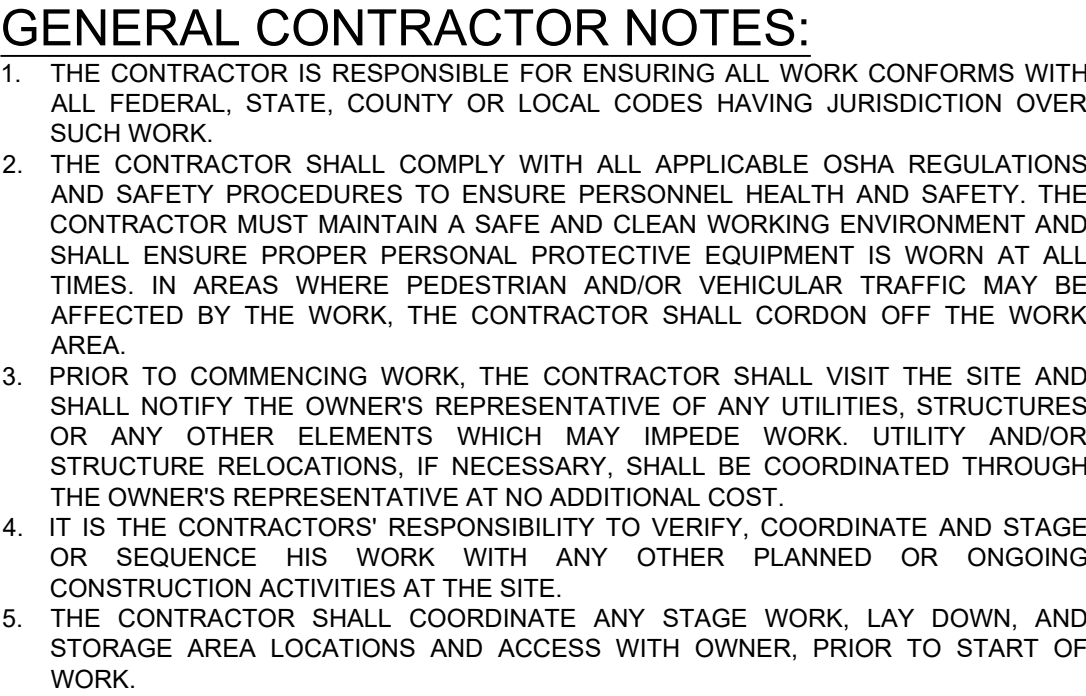 GENERAL CONTRACTOR NOTES:
1. THE CONTRACTOR IS RESPONSIBLE FOR ENSURING ALL WORK CONFORMS WITH
ALL FEDERAL, STATE, COUNTY OR LOCAL CODES HAVING JURISDICTION OVER
SUCH WORK.
2. THE CONTRACTOR SHALL COMPLY WITH ALL APPLICABLE OSHA REGULATIONS
AND SAFETY PROCEDURES TO ENSURE PERSONNEL HEALTH AND SAFETY. THE
CONTRACTOR MUST MAINTAIN A SAFE AND CLEAN WORKING ENVIRONMENT AND
SHALL ENSURE PROPER PERSONAL PROTECTIVE EQUIPMENT IS WORN AT ALL
TIMES. IN AREAS WHERE PEDESTRIAN AND/OR VEHICULAR TRAFFIC MAY BE
AFFECTED BY THE WORK, THE CONTRACTOR SHALL CORDON OFF THE WORK
AREA.
3. PRIOR TO COMMENCING WORK, THE CONTRACTOR SHALL VISIT THE SITE AND
SHALL NOTIFY THE OWNER'S REPRESENTATIVE OF ANY UTILITIES, STRUCTURES
OR ANY OTHER ELEMENTS WHICH MAY IMPEDE WORK. UTILITY AND/OR
STRUCTURE RELOCATIONS, IF NECESSARY, SHALL BE COORDINATED THROUGH
THE OWNER'S REPRESENTATIVE AT NO ADDITIONAL COST.
4. IT IS THE CONTRACTORS' RESPONSIBILITY TO VERIFY, COORDINATE AND STAGE
OR SEQUENCE HIS WORK WITH ANY OTHER PLANNED OR ONGOING
CONSTRUCTION ACTIVITIES AT THE SITE.
5. THE CONTRACTOR SHALL COORDINATE ANY STAGE WORK, LAY DOWN, AND
STORAGE AREA LOCATIONS AND ACCESS WITH OWNER, PRIOR TO START OF
WORK.